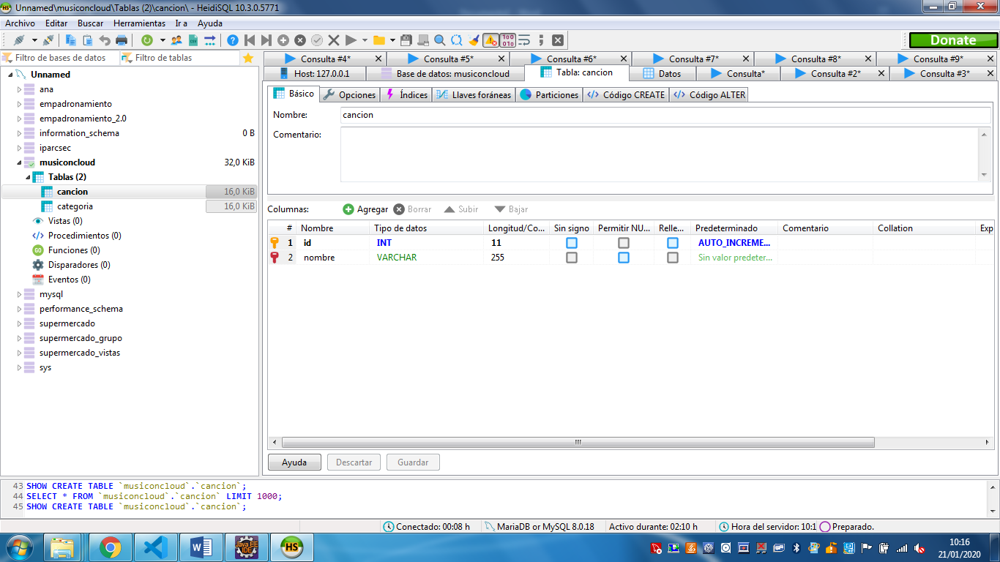 Unnamed\musiconcloud\Tablas (2)\cancion\ - HeidiSQL 10.3.0.5771
Archivo Editar Buscar Herramientas Ir a Ayuda
Donate
Filtro de bases de datos Filtro de tablas
Unnamed
ana
empadronamiento
empadronamiento_2.0
information_schema 0 B
iparcsec
musiconcloud 32,0 KiB
Tablas (2)
cancion 16,0 KiB
categoria 16,0 KiB
Vistas (0)
Procedimientos (0)
Funciones (0)
Disparadores (0)
Eventos (0)
mysql
performance_schema
supermercado
supermercado_grupo
supermercado_vistas
sys
Consulta #4* Consulta #5* Consulta #6* Consulta #7* Consulta #8* Consulta #9*
Host: 127.0.0.1 Base de datos: musiconcloud Tabla: cancion Datos Consulta* Consulta #2* Consulta #3*
Básico Opciones Índices Llaves foráneas Particiones Código CREATE Código ALTER
Nombre: cancion
Comentario:
Columnas: Agregar Borrar Subir Bajar
# Nombre Tipo de datos Longitud/Co... Sin signo Permitir NU... Relle... Predeterminado Comentario Collation Exp
1 id INT 11 AUTO_INCREME...
2 nombre VARCHAR 255 Sin valor predeter...
Ayuda Descartar Guardar
43 SHOW CREATE TABLE `musiconcloud`.`cancion`;
44 SELECT * FROM `musiconcloud`.`cancion` LIMIT 1000;
45 SHOW CREATE TABLE `musiconcloud`.`cancion`;
Conectado: 00:08 h MariaDB or MySQL 8.0.18 Activo durante: 02:10 h Hora del servidor: 10:1 Preparado.
Java EE
IDE
HS
10:16
21/01/2020